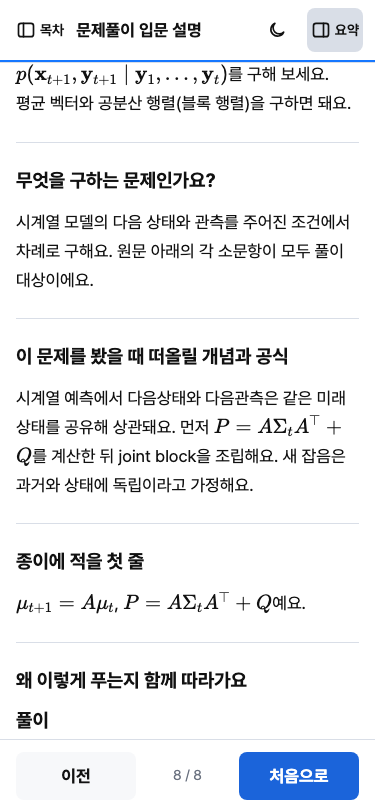 목차 문제풀이 입문 설명 요약
p(x_{t+1}, y_{t+1} | y_1, . . . , y_t)를 구해 보세요.
평균 벡터와 공분산 행렬(블록 행렬)을 구하면 돼요.
무엇을 구하는 문제인가요?
시계열 모델의 다음 상태와 관측를 주어진 조건에서
차례로 구해요. 원문 아래의 각 소문항이 모두 풀이
대상이에요.
이 문제를 봤을 때 떠올릴 개념과 공식
시계열 예측에서 다음상태와 다음관측은 같은 미래
상태를 공유해 상관돼요. 먼저 P = AΣ_tA^⊤ +
Q를 계산한 뒤 joint block을 조립해요. 새 잡음은
과거와 상태에 독립이라고 가정해요.
종이에 적을 첫 줄
μ_{t+1} = Aμ_t, P = AΣ_tA^⊤ + Q예요.
왜 이렇게 푸는지 함께 따라가요
풀이
이전 8 / 8 처음으로